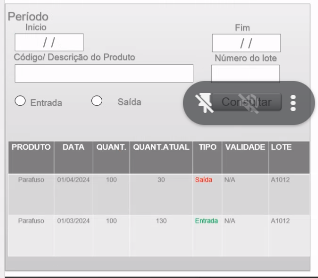 Período
Inicio Fim
/ / / /
Código/ Descrição do Produto Número do lote
Entrada Saída Consultar
PRODUTO DATA QUANT. QUANT.ATUAL TIPO VALIDADE LOTE
Parafuso 01/04/2024 100 30 Saída N/A A1012
Parafuso 01/03/2024 100 130 Entrada N/A A1012